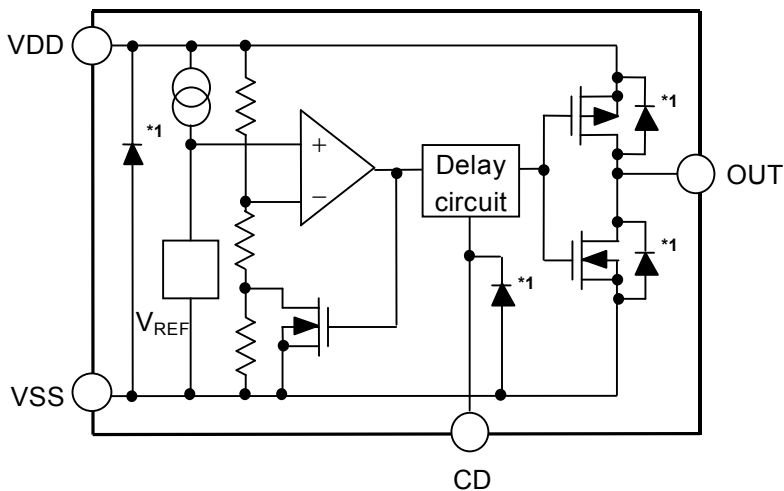 VDD
*1
*1
+
−
Delay
circuit
OUT
*1
*1
VREF
VSS
CD